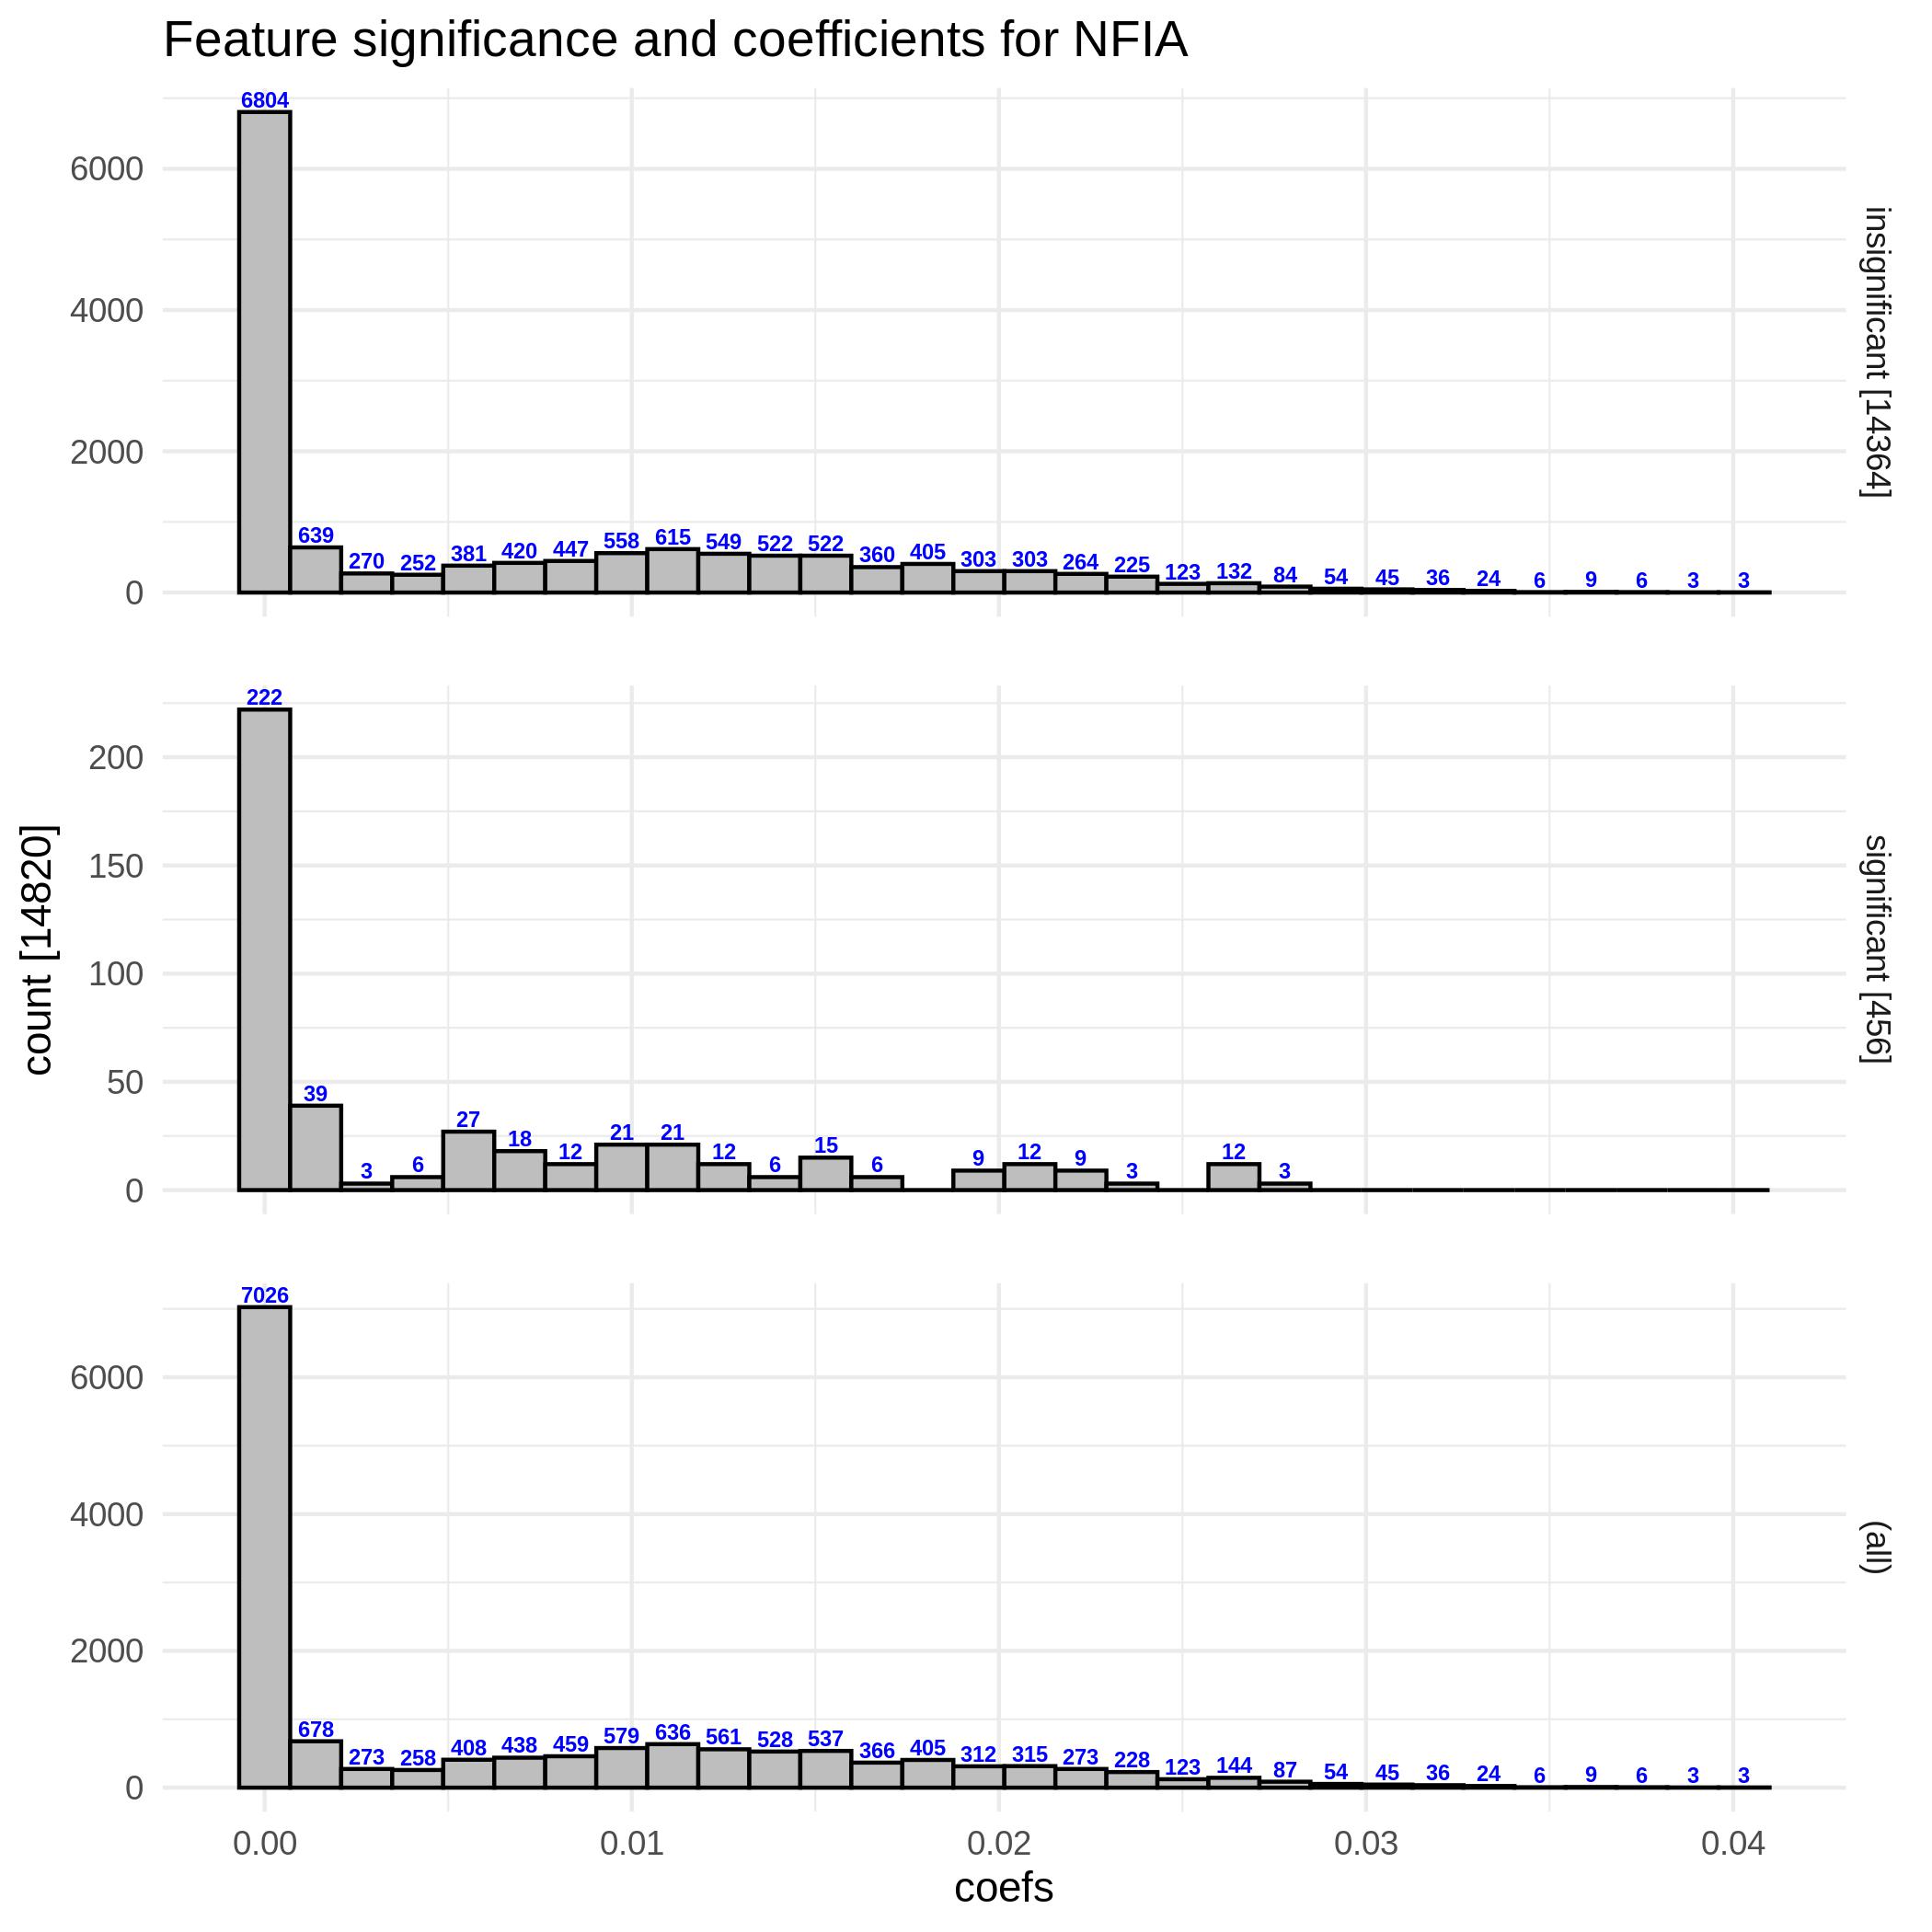 Feature significance and coefficients for NFIA
6804
6000
4000
2000
0
639 270 252 381 420 447 558 615 549 522 522 360 405 303 303 264 225 123 132 84 54 45 36 24 6 9 6 3 3
insignificant [14364]
222
200
150
100
50
0
39 3 6 27 18 12 21 21 12 6 15 6 9 12 9 3 12 3
significant [456]
count [14820]
7026
6000
4000
2000
0
678 273 258 408 438 459 579 636 561 528 537 366 405 312 315 273 228 123 144 87 54 45 36 24 6 9 6 3 3
(all)
0.00 0.01 0.02 0.03 0.04
coefs